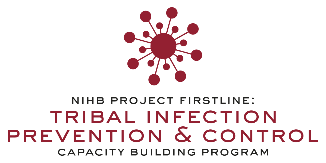 NIHB PROJECT FIRSTLINE:
TRIBAL INFECTION
PREVENTION & CONTROL
CAPACITY BUILDING PROGRAM